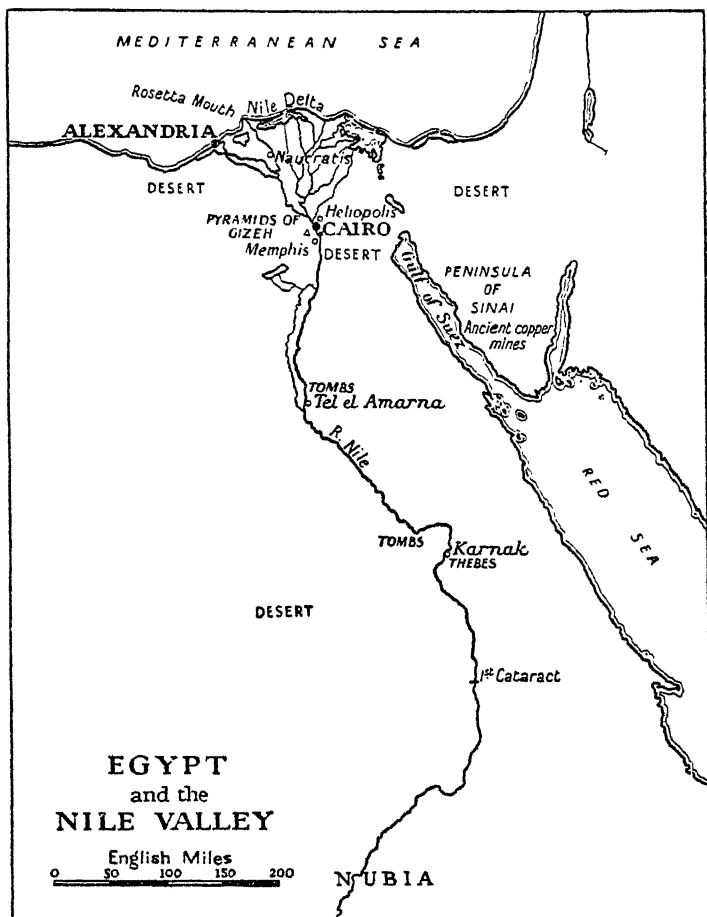 MEDITERRANEAN SEA
Rosetta Mouth
Nile Delta
ALEXANDRIA
Naucratis
DESERT
DESERT
Heliopolis
PYRAMIDS OF
GIZEH
CAIRO
Memphis
DESERT
Gulf of Suez
PENINSULA
OF
SINAI
Ancient copper
mines
TOMBS
Tel el Amarna
R. Nile
RED SEA
TOMBS
Karnak
THEBES
DESERT
1st Cataract
EGYPT
and the
NILE VALLEY
English Miles
0 50 100 150 200
NUBIA